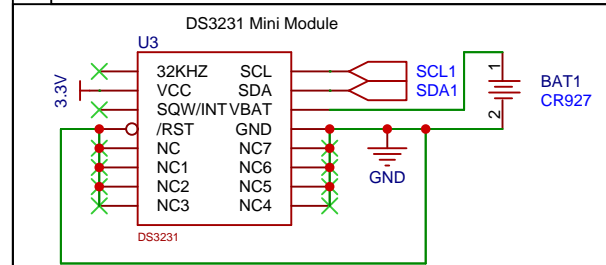 DS3231 Mini Module
U3
3.3V
32KHZ SCL
VCC SDA
SQW/INT VBAT
/RST GND
NC NC7
NC1 NC6
NC2 NC5
NC3 NC4
DS3231
SCL1
SDA1
GND
1
2
BAT1
CR927